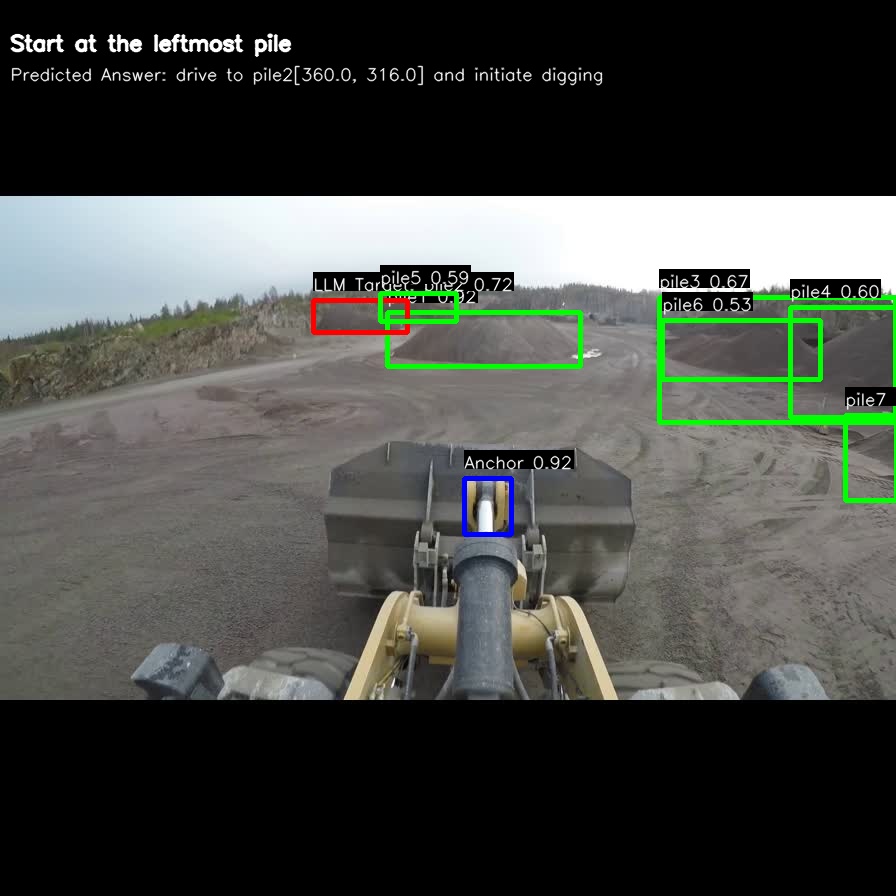 Start at the leftmost pile
Predicted Answer: drive to pile2[360.0, 316.0] and initiate digging
pile5 0.59
LLM Target: pile2 0.72
pile1 0.92
pile3 0.67
pile6 0.53
pile4 0.60
pile7
Anchor 0.92